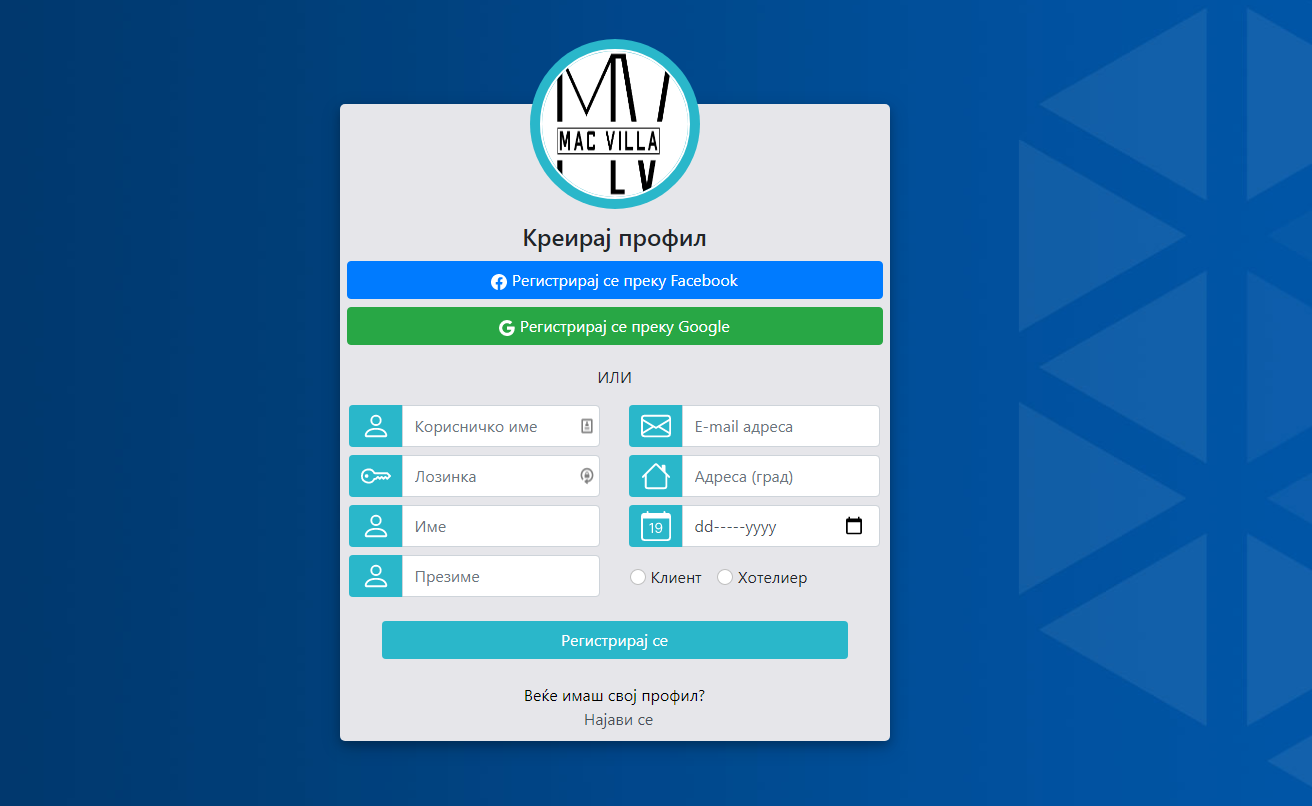 MV
MAC VILLA
LV
Креирај профил
Регистрирај се преку Facebook
Регистрирај се преку Google
ИЛИ
Корисничко име
E-mail адреса
Лозинка
Адреса (град)
Име
19
dd-----yyyy
Презиме
Клиент Хотелиер
Регистрирај се
Веќе имаш свој профил?
Најави се